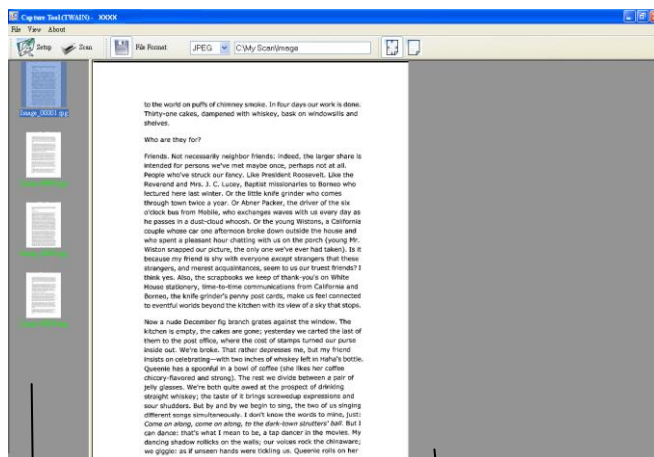 Capture Tool(TWAIN) - XXXX
File View About
Setup Scan File Format JPEG C:\My Scan\Image
Image_00001.jpg
to the world on puffs of chimney smoke. In four days our work is done.
Thirty-one cakes, dampened with whiskey, bask on windowsills and
shelves.
Who are they for?
Friends. Not necessarily neighbor friends: indeed, the larger share is
intended for persons we've met maybe once, perhaps not at all.
People who've struck our fancy. Like President Roosevelt. Like the
Reverend and Mrs. J. C. Lucey, Baptist missionaries to Borneo who
lectured here last winter. Or the little knife grinder who comes
through town twice a year. Or Abner Packer, the driver of the six
o'clock bus from Mobile, who exchanges waves with us every day as
he passes in a dust-cloud whoosh. Or the young Wistons, a California
couple whose car one afternoon broke down outside the house and
who spent a pleasant hour chatting with us on the porch (young Mr.
Wiston snapped our picture, the only one we've ever had taken). Is it
because my friend is shy with everyone except strangers that these
strangers, and merest acquaintances, seem to us our truest friends? I
think yes. Also, the scrapbooks we keep of thank-you's on White
House stationery, time-to-time communications from California and
Borneo, the knife grinder's penny post cards, make us feel connected
to eventful worlds beyond the kitchen with its view of a sky that stops.
Now a nude December fig branch grates against the window. The
kitchen is empty, the cakes are gone; yesterday we carted the last of
them to the post office, where the cost of stamps turned our purse
inside out. We're broke. That rather depresses me, but my friend
insists on celebrating—with two inches of whiskey left in Haha's bottle.
Queenie has a spoonful in a bowl of coffee (she likes her coffee
chicory-flavored and strong). The rest we divide between a pair of
jelly glasses. We're both quite awed at the prospect of drinking
straight whiskey; the taste of it brings screwedup expressions and
sour shudders. But by and by we begin to sing, the two of us singing
different songs simultaneously. I don't know the words to mine, just:
Come on along, come on along, to the dark-town strutters' ball. But I
can dance: that's what I mean to be, a tap dancer in the movies. My
dancing shadow rollicks on the walls; our voices rock the chinaware;
we giggle: as if unseen hands were tickling us. Queenie rolls on her